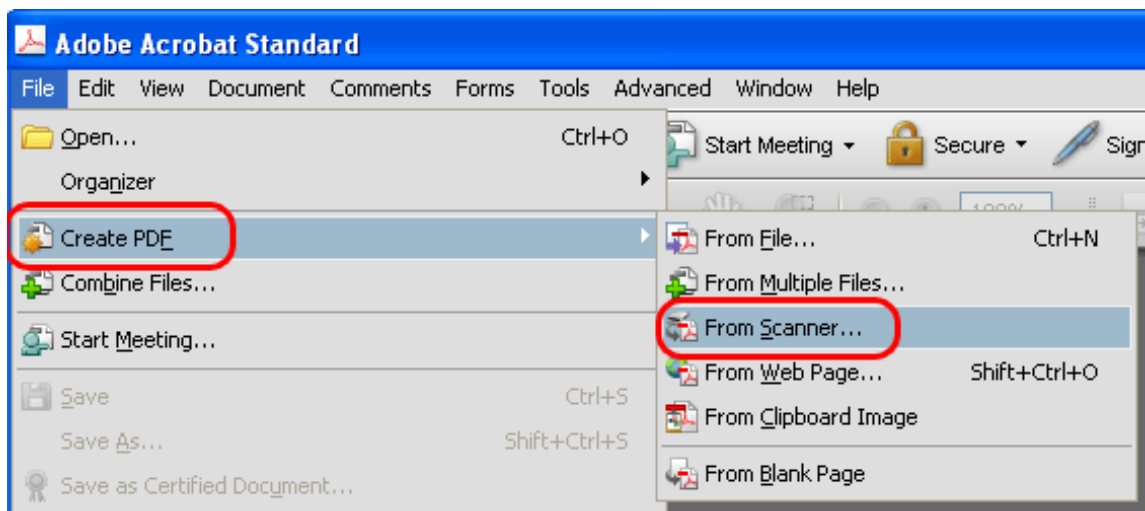 Adobe Acrobat Standard
File Edit View Document Comments Forms Tools Advanced Window Help
Open... Ctrl+O
Start Meeting Secure Sign
Organizer
Create PDF
From File... Ctrl+N
Combine Files...
From Multiple Files...
Start Meeting...
From Scanner...
From Web Page... Shift+Ctrl+O
Save Ctrl+S
From Clipboard Image
Save As... Shift+Ctrl+S
From Blank Page
Save as Certified Document...